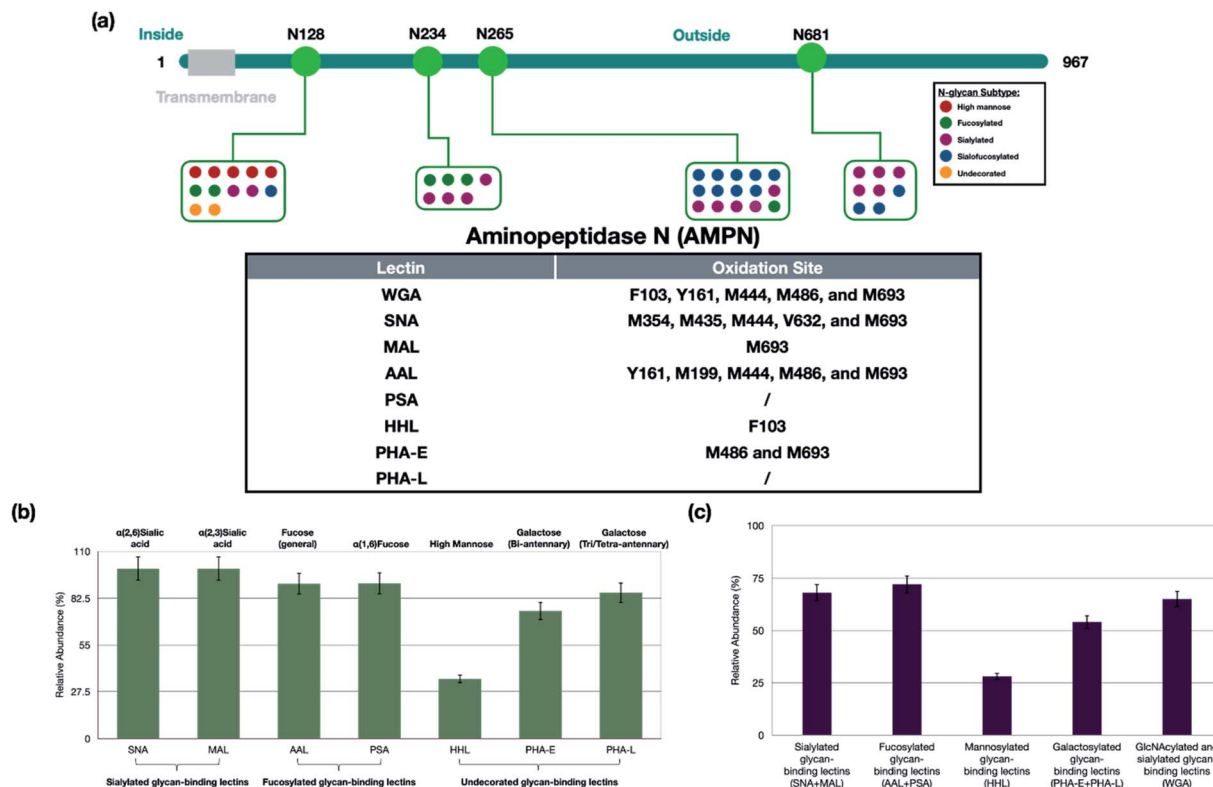 (a)
Inside
N128
N234
N265
Outside
N681
1
967
Transmembrane
N-glycan Subtype:
High mannose
Fucosylated
Sialylated
Sialofucosylated
Undecorated
Aminopeptidase N (AMPN)
Lectin Oxidation Site
WGA F103, Y161, M444, M486, and M693
SNA M354, M435, M444, V632, and M693
MAL M693
AAL Y161, M199, M444, M486, and M693
PSA /
HHL F103
PHA-E M486 and M693
PHA-L /
(b)
α(2,6)Sialic acid
α(2,3)Sialic acid
Fucose (general)
α(1,6)Fucose
High Mannose
Galactose (Bi-antennary)
Galactose (Tri/Tetra-antennary)
Relative Abundance (%)
110
82.5
55
27.5
0
SNA MAL AAL PSA HHL PHA-E PHA-L
Sialylated glycan-binding lectins
Fucosylated glycan-binding lectins
Undecorated glycan-binding lectins
(c)
Relative Abundance (%)
100
75
50
25
0
Sialylated
glycan-
binding lectins
(SNA+MAL)
Fucosylated
glycan-
binding lectins
(AAL+PSA)
Mannosylated
glycan-
binding lectins
(HHL)
Galactosylated
glycan-
binding lectins
(PHA-E+PHA-L)
GlcNAcylated and
sialylated glycan-
binding lectins
(WGA)